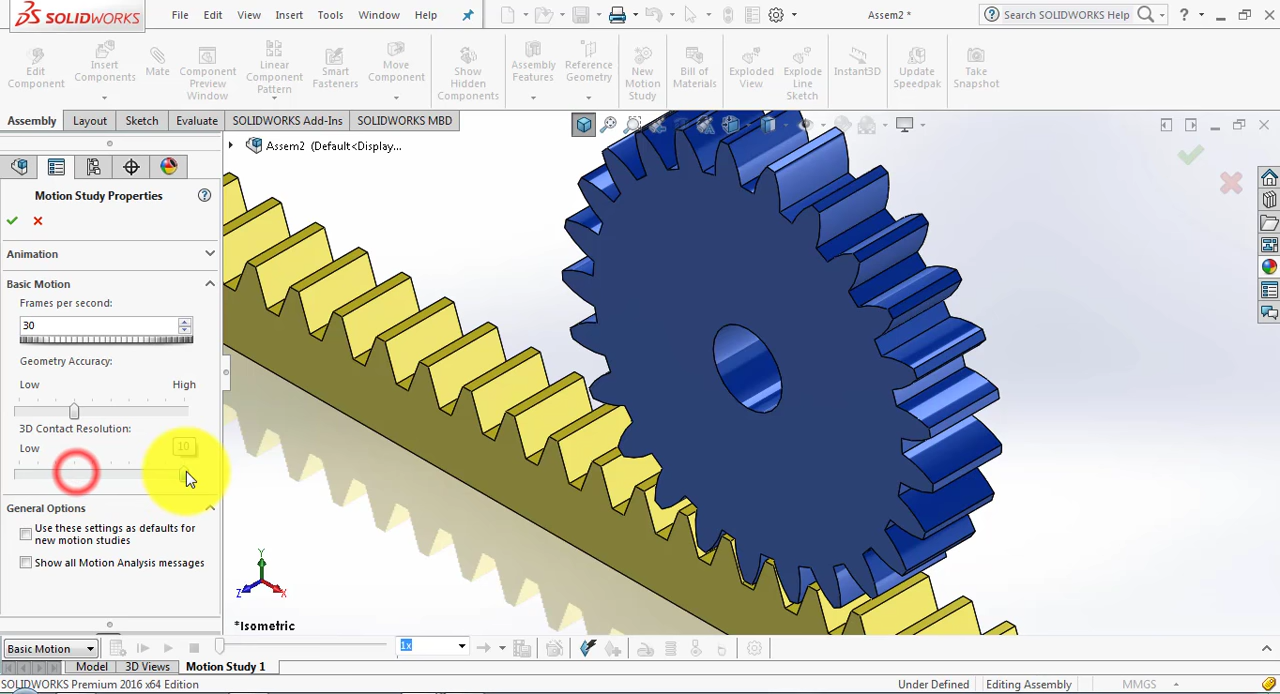 SOLIDWORKS File Edit View Insert Tools Window Help Assem2 * Search SOLIDWORKS Help ?
Edit Component
Insert Components
Mate
Component Preview Window
Linear Component Pattern
Smart Fasteners
Move Component
Show Hidden Components
Assembly Features
Reference Geometry
New Motion Study
Bill of Materials
Exploded View
Explode Line Sketch
Instant3D
Update Speedpak
Take Snapshot
Assembly Layout Sketch Evaluate SOLIDWORKS Add-Ins SOLIDWORKS MBD
Assem2 (Default<Display...
Motion Study Properties ?
Animation
Basic Motion
Frames per second:
30
Geometry Accuracy:
Low High
3D Contact Resolution:
Low 10
General Options
Use these settings as defaults for
new motion studies
Show all Motion Analysis messages
Y
Z X
*Isometric
Basic Motion 1x
Model 3D Views Motion Study 1
SOLIDWORKS Premium 2016 x64 Edition Under Defined Editing Assembly MMGS